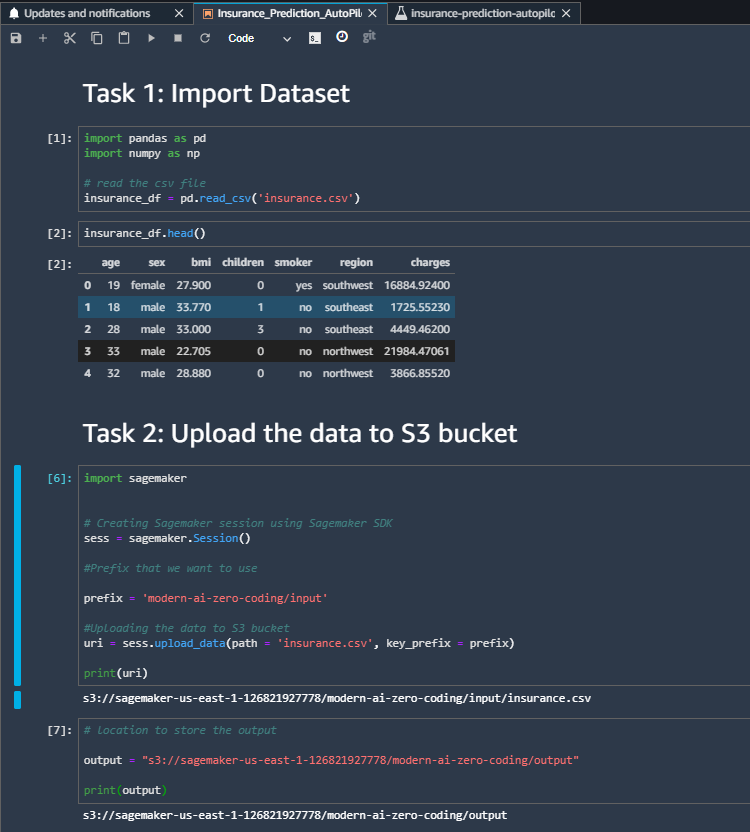 Updates and notifications
Insurance_Prediction_AutoPil
insurance-prediction-autopilo
Code
git
Task 1: Import Dataset
[1]:
import pandas as pd
import numpy as np
# read the csv file
insurance_df = pd.read_csv('insurance.csv')
[2]:
insurance_df.head()
[2]:
age sex bmi children smoker region charges
0 19 female 27.900 0 yes southwest 16884.92400
1 18 male 33.770 1 no southeast 1725.55230
2 28 male 33.000 3 no southeast 4449.46200
3 33 male 22.705 0 no northwest 21984.47061
4 32 male 28.880 0 no northwest 3866.85520
Task 2: Upload the data to S3 bucket
[6]:
import sagemaker
# Creating Sagemaker session using Sagemaker SDK
sess = sagemaker.Session()
#Prefix that we want to use
prefix = 'modern-ai-zero-coding/input'
#Uploading the data to S3 bucket
uri = sess.upload_data(path = 'insurance.csv', key_prefix = prefix)
print(uri)
s3://sagemaker-us-east-1-126821927778/modern-ai-zero-coding/input/insurance.csv
[7]:
# location to store the output
output = "s3://sagemaker-us-east-1-126821927778/modern-ai-zero-coding/output"
print(output)
s3://sagemaker-us-east-1-126821927778/modern-ai-zero-coding/output